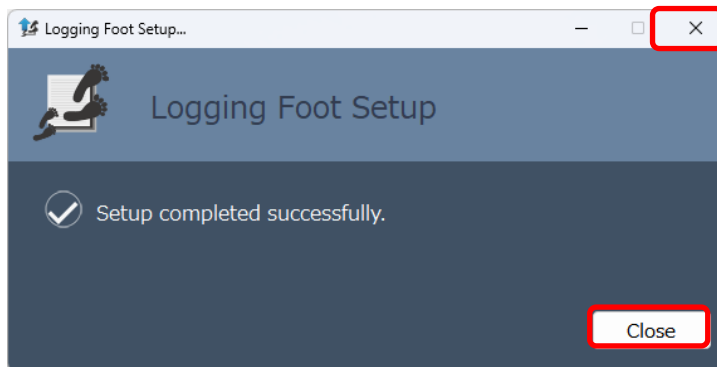 Logging Foot Setup...
Logging Foot Setup
Setup completed successfully.
Close